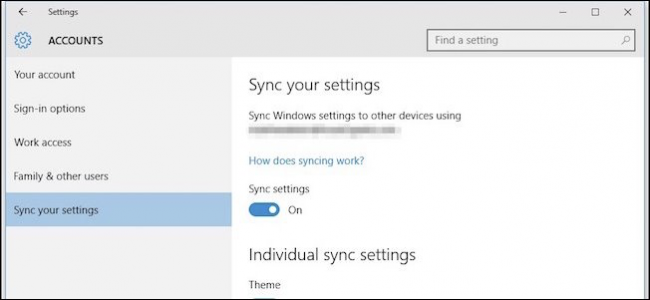 Settings
ACCOUNTS
Find a setting
Your account
Sign-in options
Work access
Family & other users
Sync your settings
Sync your settings
Sync Windows settings to other devices using
How does syncing work?
Sync settings
On
Individual sync settings
Theme